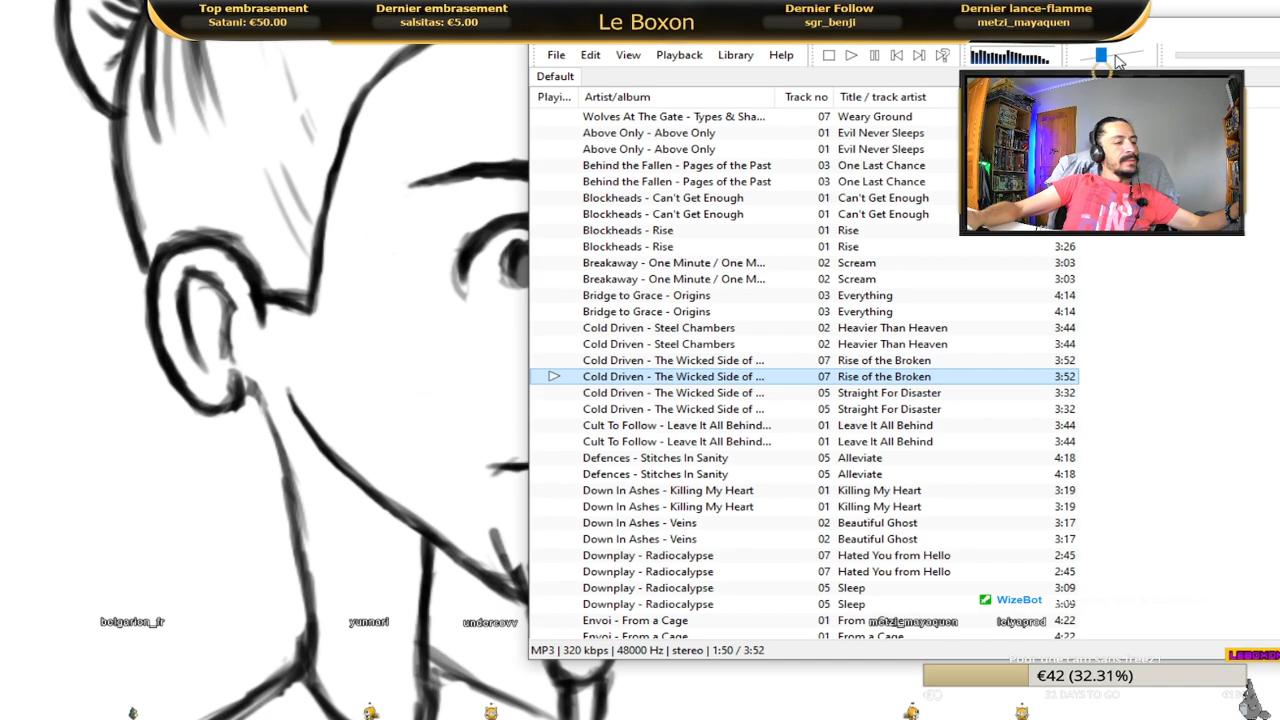 Top embrasement
Satani: €50.00
Dernier embrasement
salsitas: €5.00
Le Boxon
Dernier Follow
sgr_benji
Dernier lance-flamme
metzi_mayaquen
File Edit View Playback Library Help
Default
Playi... Artist/album Track no Title / track artist
Wolves At The Gate - Types & Sha... 07 Weary Ground
Above Only - Above Only 01 Evil Never Sleeps
Above Only - Above Only 01 Evil Never Sleeps
Behind the Fallen - Pages of the Past 03 One Last Chance
Behind the Fallen - Pages of the Past 03 One Last Chance
Blockheads - Can't Get Enough 01 Can't Get Enough
Blockheads - Can't Get Enough 01 Can't Get Enough
Blockheads - Rise 01 Rise
Blockheads - Rise 01 Rise 3:26
Breakaway - One Minute / One M... 02 Scream 3:03
Breakaway - One Minute / One M... 02 Scream 3:03
Bridge to Grace - Origins 03 Everything 4:14
Bridge to Grace - Origins 03 Everything 4:14
Cold Driven - Steel Chambers 02 Heavier Than Heaven 3:44
Cold Driven - Steel Chambers 02 Heavier Than Heaven 3:44
Cold Driven - The Wicked Side of ... 07 Rise of the Broken 3:52
Cold Driven - The Wicked Side of ... 07 Rise of the Broken 3:52
Cold Driven - The Wicked Side of ... 05 Straight For Disaster 3:32
Cold Driven - The Wicked Side of ... 05 Straight For Disaster 3:32
Cult To Follow - Leave It All Behind... 01 Leave It All Behind 3:44
Cult To Follow - Leave It All Behind... 01 Leave It All Behind 3:44
Defences - Stitches In Sanity 05 Alleviate 4:18
Defences - Stitches In Sanity 05 Alleviate 4:18
Down In Ashes - Killing My Heart 01 Killing My Heart 3:19
Down In Ashes - Killing My Heart 01 Killing My Heart 3:19
Down In Ashes - Veins 02 Beautiful Ghost 3:17
Down In Ashes - Veins 02 Beautiful Ghost 3:17
Downplay - Radiocalypse 07 Hated You from Hello 2:45
Downplay - Radiocalypse 07 Hated You from Hello 2:45
Downplay - Radiocalypse 05 Sleep 3:09
WizeBot
Downplay - Radiocalypse 05 Sleep 3:09
Envoi - From a Cage 01 From 4:22
belgarion_fr yunnari undercovv metzi_mayaquen leiyaprod
Envoi - From a Cage 01 From a Cage 4:22
MP3 | 320 kbps | 48000 Hz | stereo | 1:50 / 3:52
LEBOXON
€42 (32.31%)
32 DAYS TO GO